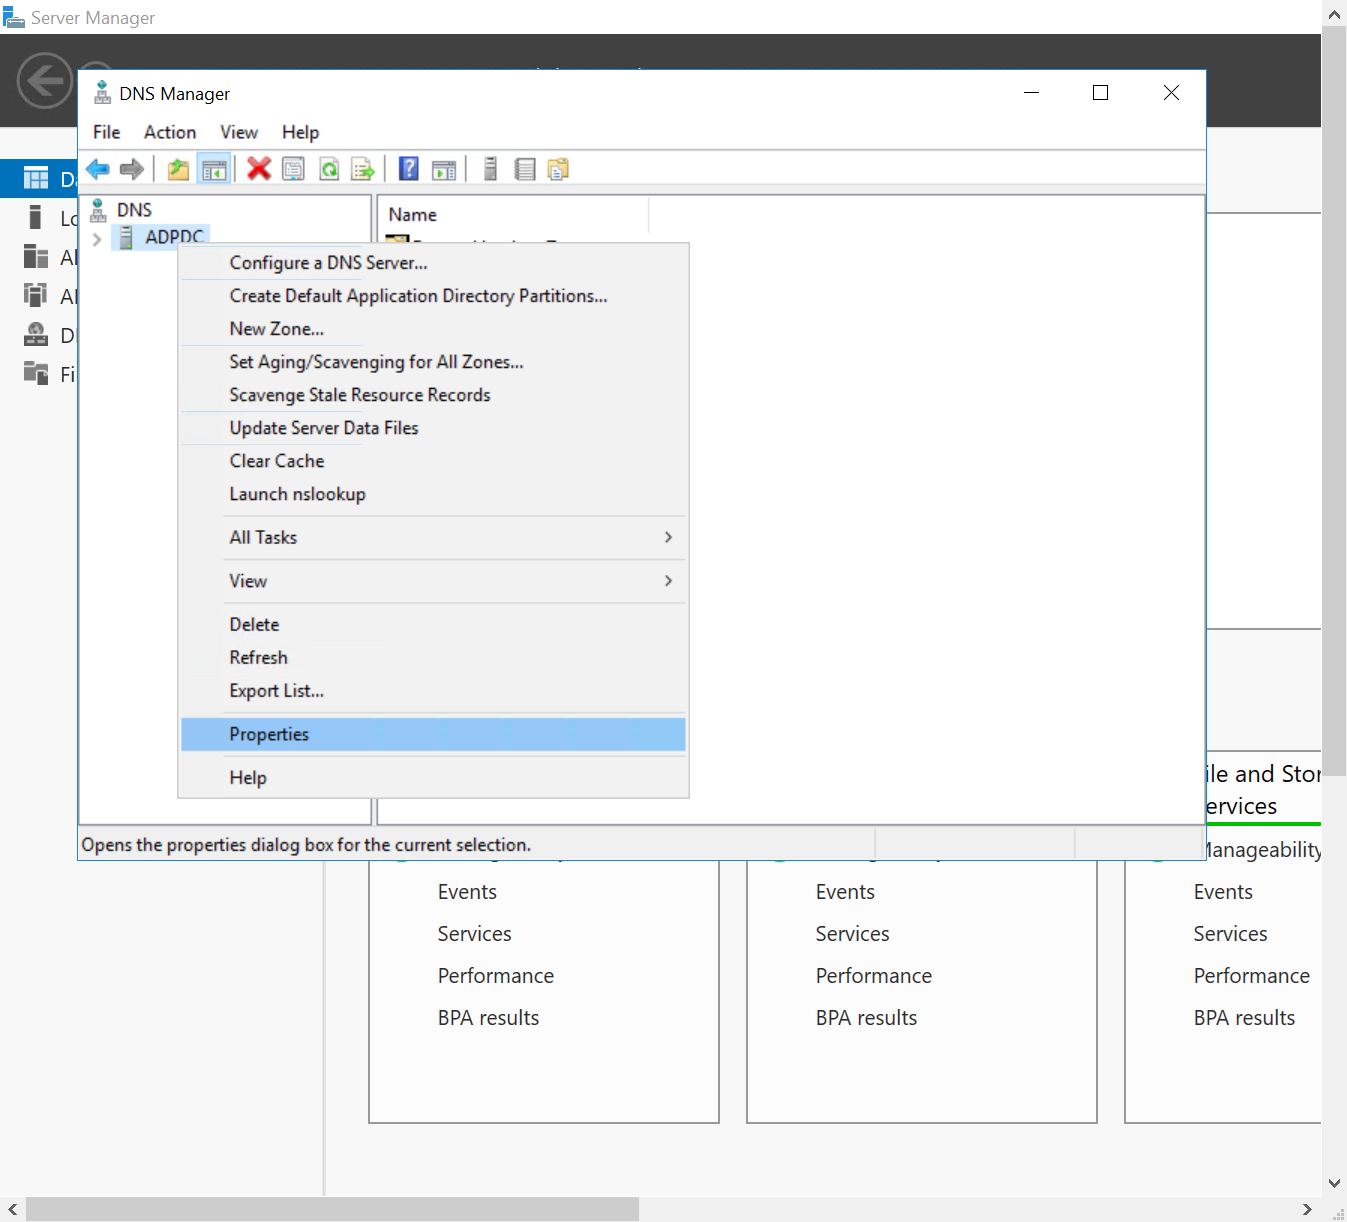 Server Manager
DNS Manager
File Action View Help
DNS
ADPDC
Name
Configure a DNS Server...
Create Default Application Directory Partitions...
New Zone...
Set Aging/Scavenging for All Zones...
Scavenge Stale Resource Records
Update Server Data Files
Clear Cache
Launch nslookup
All Tasks
View
Delete
Refresh
Export List...
Properties
Help
Opens the properties dialog box for the current selection.
ile and Stor
ervices
Manageability
Events
Services
Performance
BPA results
Events
Services
Performance
BPA results
Events
Services
Performance
BPA results